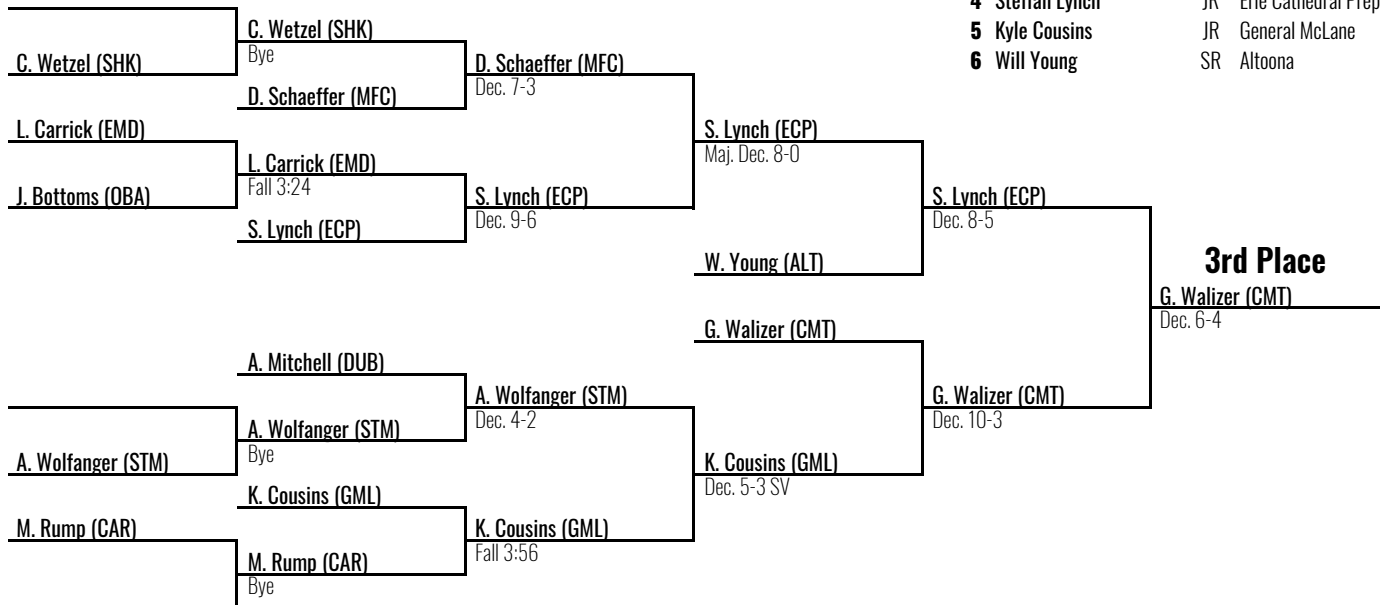 4 Steffan Lynch JR Erie Cathedral Prep
5 Kyle Cousins JR General McLane
6 Will Young SR Altoona
C. Wetzel (SHK)
L. Carrick (EMD)
J. Bottoms (OBA)
A. Wolfanger (STM)
M. Rump (CAR)
C. Wetzel (SHK)
Bye
D. Schaeffer (MFC)
L. Carrick (EMD)
Fall 3:24
S. Lynch (ECP)
A. Mitchell (DUB)
A. Wolfanger (STM)
Bye
K. Cousins (GML)
M. Rump (CAR)
Bye
D. Schaeffer (MFC)
Dec. 7-3
S. Lynch (ECP)
Dec. 9-6
A. Wolfanger (STM)
Dec. 4-2
K. Cousins (GML)
Fall 3:56
S. Lynch (ECP)
Maj. Dec. 8-0
W. Young (ALT)
G. Walizer (CMT)
K. Cousins (GML)
Dec. 5-3 SV
S. Lynch (ECP)
Dec. 8-5
G. Walizer (CMT)
Dec. 10-3
3rd Place
G. Walizer (CMT)
Dec. 6-4